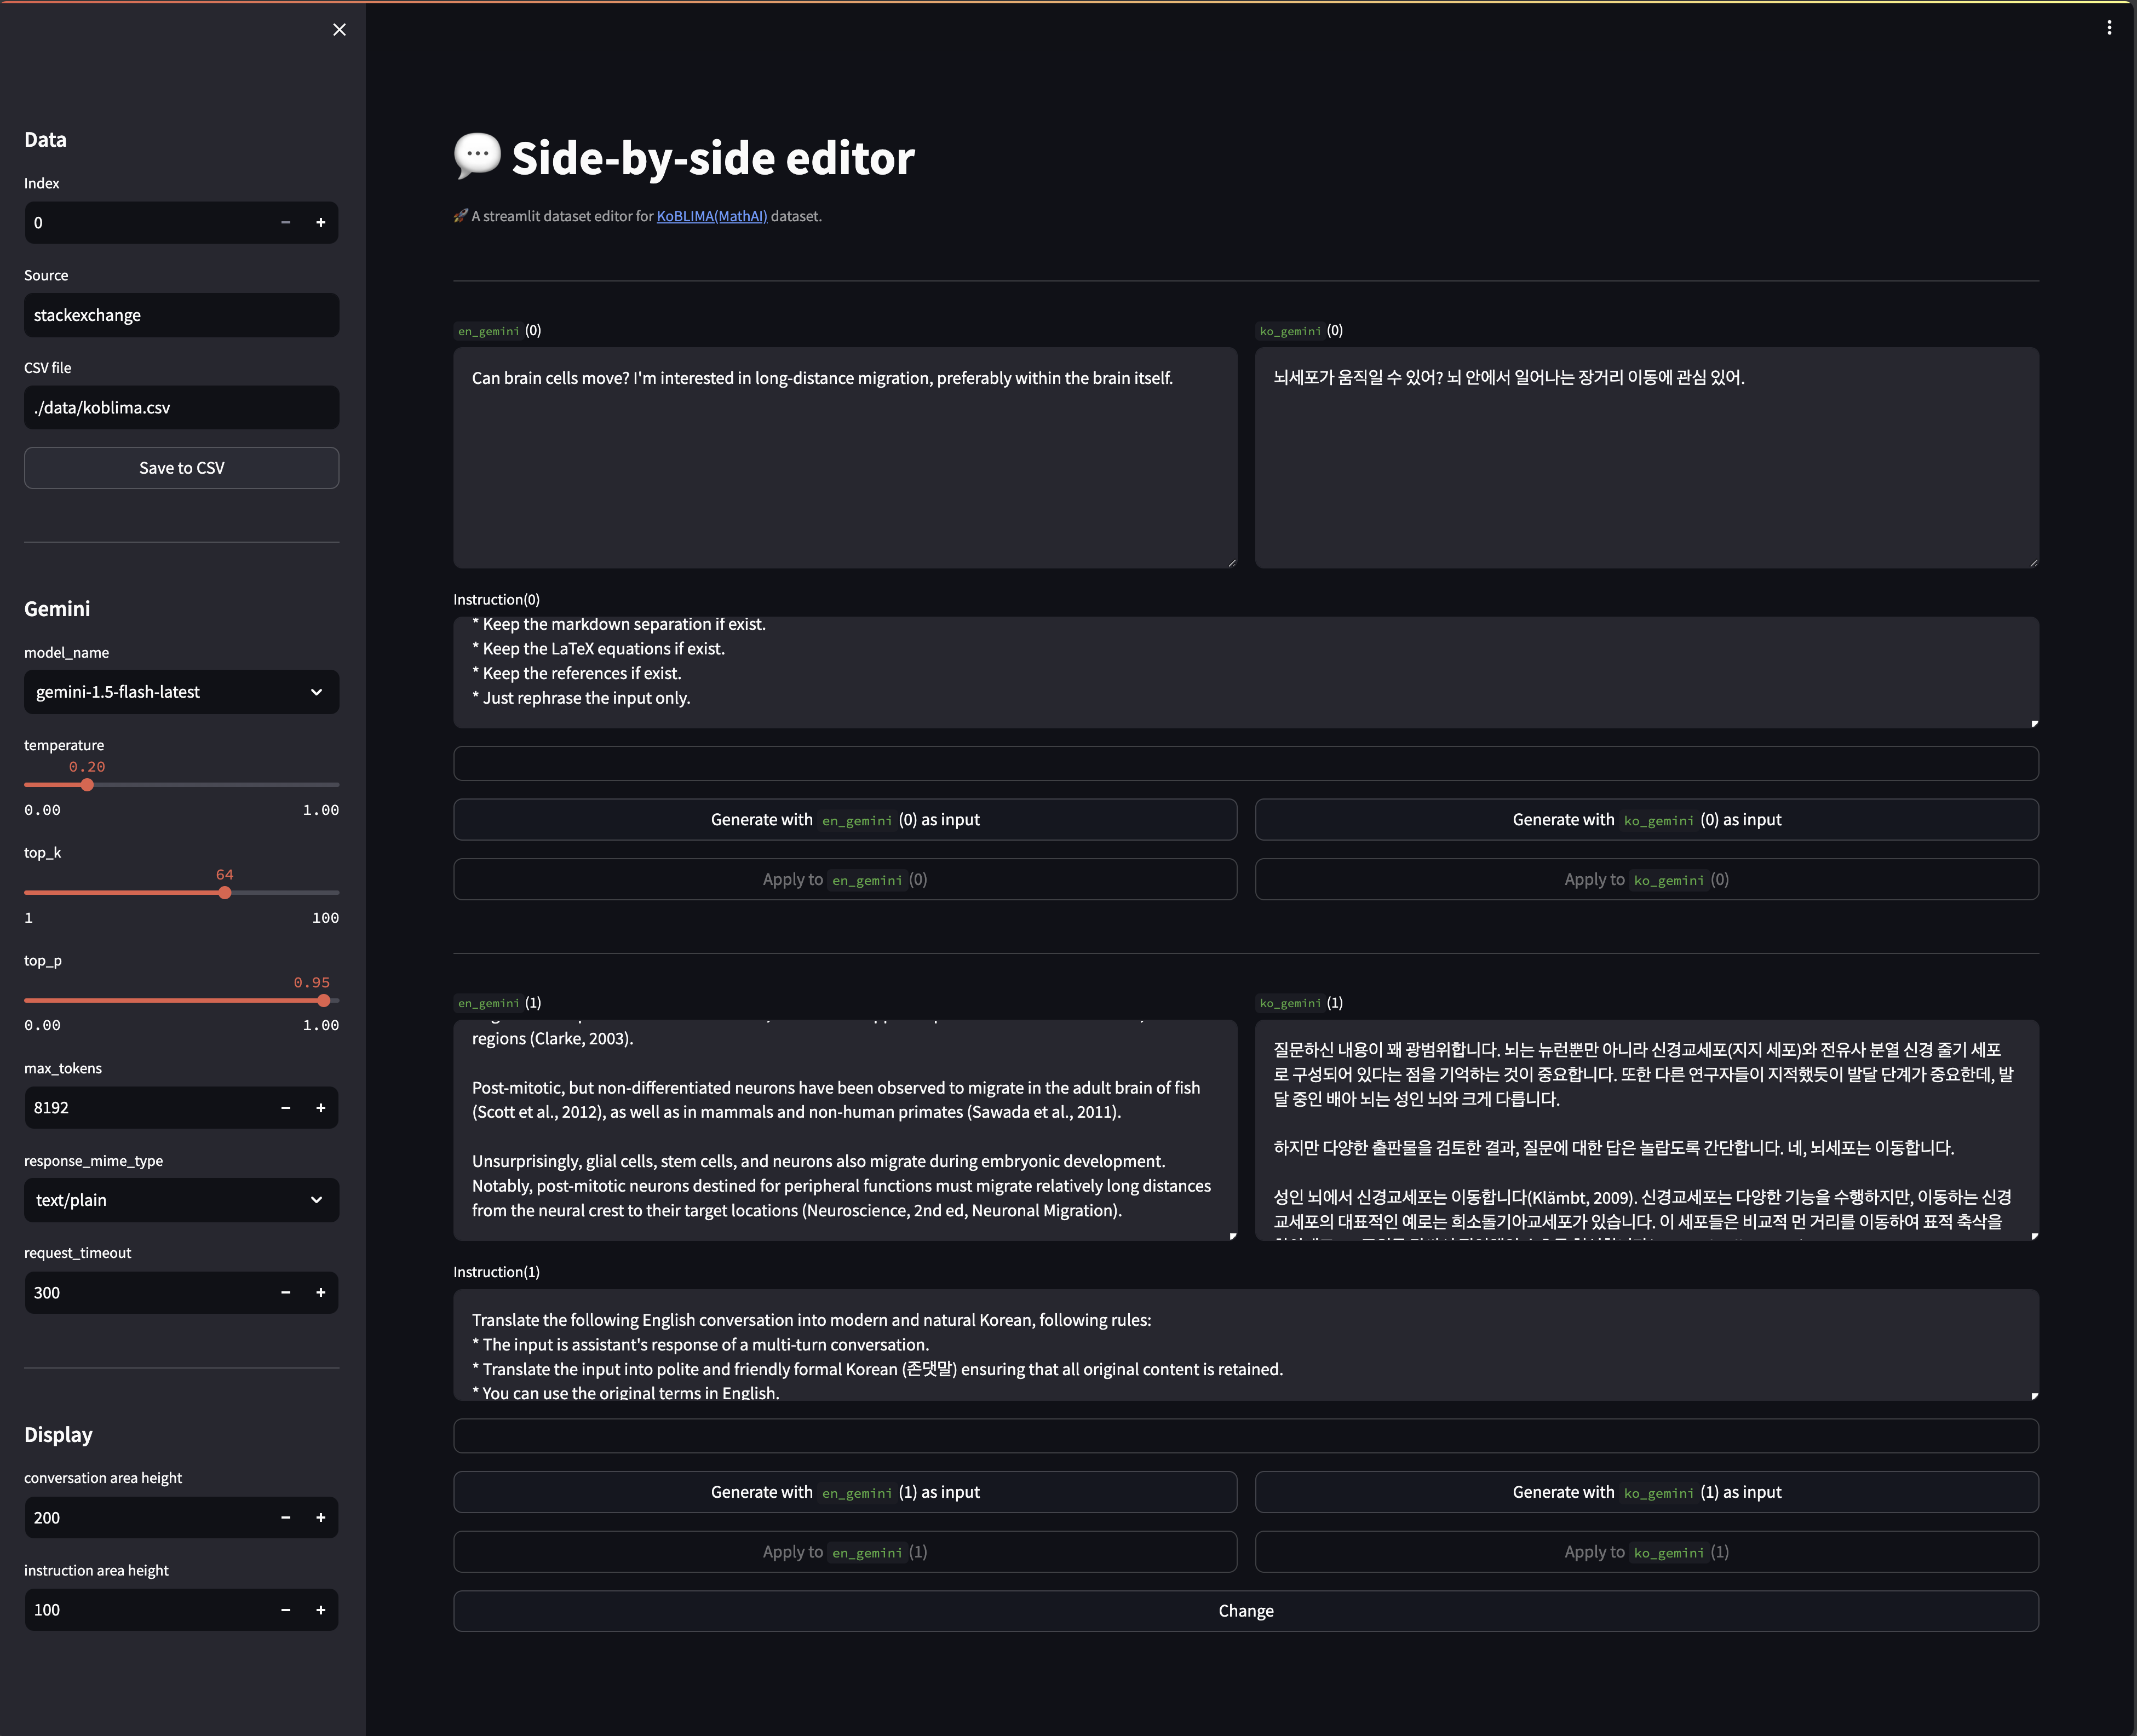 Data
Index
0
Source
stackexchange
CSV file
./data/koblima.csv
Save to CSV
Gemini
model_name
gemini-1.5-flash-latest
temperature
0.20
0.00 1.00
top_k
64
1 100
top_p
0.95
0.00 1.00
max_tokens
8192
response_mime_type
text/plain
request_timeout
300
Display
conversation area height
200
instruction area height
100
Side-by-side editor
A streamlit dataset editor for KoBLIMA(MathAI) dataset.
en_gemini (0)
Can brain cells move? I'm interested in long-distance migration, preferably within the brain itself.
ko_gemini (0)
뇌세포가 움직일 수 있어? 뇌 안에서 일어나는 장거리 이동에 관심 있어.
Instruction(0)
* Keep the markdown separation if exist.
* Keep the LaTeX equations if exist.
* Keep the references if exist.
* Just rephrase the input only.
Generate with en_gemini (0) as input
Generate with ko_gemini (0) as input
Apply to en_gemini (0)
Apply to ko_gemini (0)
en_gemini (1)
regions (Clarke, 2003).
Post-mitotic, but non-differentiated neurons have been observed to migrate in the adult brain of fish
(Scott et al., 2012), as well as in mammals and non-human primates (Sawada et al., 2011).
Unsurprisingly, glial cells, stem cells, and neurons also migrate during embryonic development.
Notably, post-mitotic neurons destined for peripheral functions must migrate relatively long distances
from the neural crest to their target locations (Neuroscience, 2nd ed, Neuronal Migration).
ko_gemini (1)
질문하신 내용이 꽤 광범위합니다. 뇌는 뉴런뿐만 아니라 신경교세포(지지 세포)와 전유사 분열 신경 줄기 세포
로 구성되어 있다는 점을 기억하는 것이 중요합니다. 또한 다른 연구자들이 지적했듯이 발달 단계가 중요한데, 발
달 중인 배아 뇌는 성인 뇌와 크게 다릅니다.
하지만 다양한 출판물을 검토한 결과, 질문에 대한 답은 놀랍도록 간단합니다. 네, 뇌세포는 이동합니다.
성인 뇌에서 신경교세포는 이동합니다(Klämbt, 2009). 신경교세포는 다양한 기능을 수행하지만, 이동하는 신경
교세포의 대표적인 예로는 희소돌기아교세포가 있습니다. 이 세포들은 비교적 먼 거리를 이동하여 표적 축삭을
Instruction(1)
Translate the following English conversation into modern and natural Korean, following rules:
* The input is assistant's response of a multi-turn conversation.
* Translate the input into polite and friendly formal Korean (존댓말) ensuring that all original content is retained.
* You can use the original terms in English.
Generate with en_gemini (1) as input
Generate with ko_gemini (1) as input
Apply to en_gemini (1)
Apply to ko_gemini (1)
Change